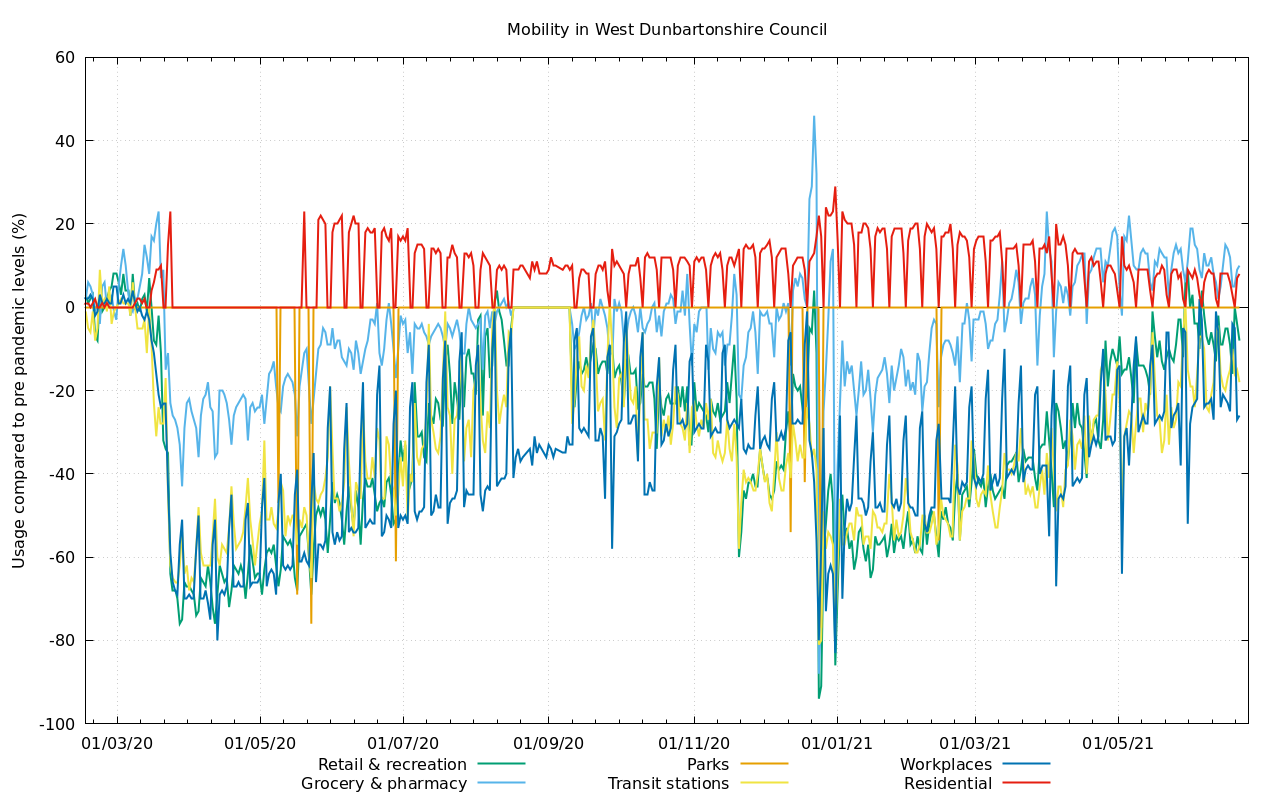 Mobility in West Dunbartonshire Council
Usage compared to pre pandemic levels (%)
60
40
20
0
-20
-40
-60
-80
-100
01/03/20 01/05/20 01/07/20 01/09/20 01/11/20 01/01/21 01/03/21 01/05/21
Retail & recreation Parks Workplaces
Grocery & pharmacy Transit stations Residential